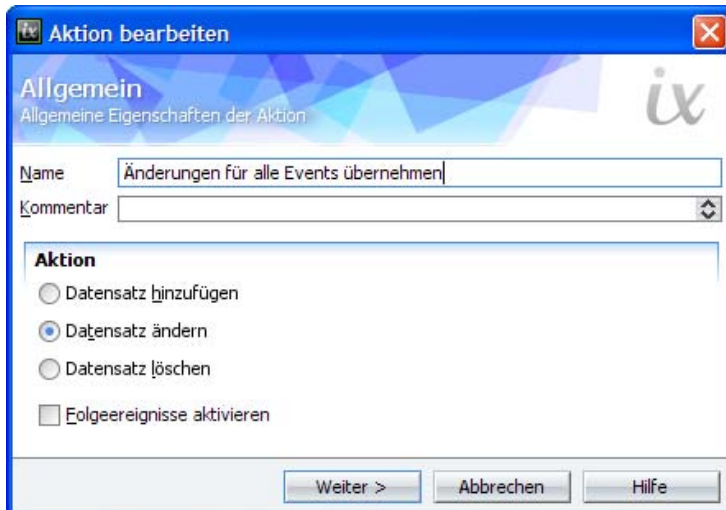 ix Aktion bearbeiten
Allgemein
Allgemeine Eigenschaften der Aktion
ix
Name Änderungen für alle Events übernehmen
Kommentar
Aktion
Datensatz hinzufügen
Datensatz ändern
Datensatz löschen
Folgeereignisse aktivieren
Weiter > Abbrechen Hilfe